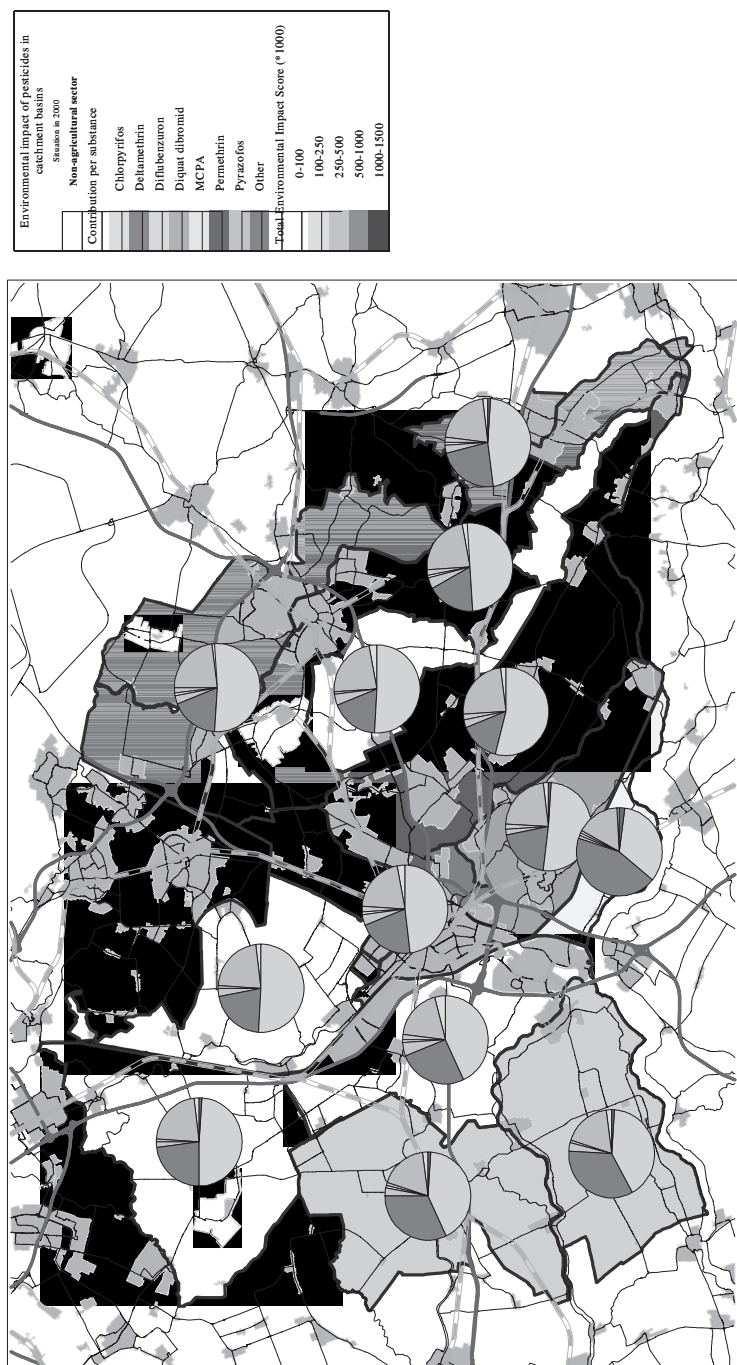 Environmental impact of pesticides in
catchment basins
Situation in 2000
Non-agricultural sector
Contribution per substance
Chlorpyrifos
Deltamethrin
Diflubenzuron
Diquat dibromid
MCPA
Permethrin
Pyrazofos
Other
Total Environmental Impact Score (*1000)
0-100
100-250
250-500
500-1000
1000-1500